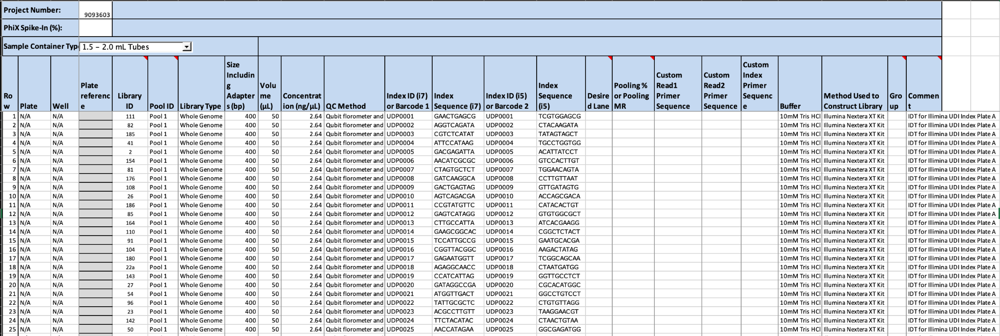 Project Number: 9093603
PhiX Spike-In (%):
Sample Container Typ 1.5 – 2.0 mL Tubes
Row Plate Well Plate reference Library ID Pool ID Library Type Size Including Adapters (bp) Volume (µL) Concentration (ng/µL) QC Method Index ID (i7) or Barcode 1 Index Sequence (i7) Index ID (i5) or Barcode 2 Index Sequence (i5) Desired Lane Pooling % or Pooling MR Custom Read1 Primer Sequence Custom Read2 Primer Sequence Custom Index Primer Sequence Buffer Method Used to Construct Library Group Comment
1 N/A N/A 111 Pool 1 Whole Genome 400 50 2.64 Qubit florometer and UDP0001 GAACTGAGCG UDP0001 TCGTGGAGCG 10mM Tris HCl Illumina Nextera XT Kit IDT for Illimina UDI Index Plate A
2 N/A N/A 82 Pool 1 Whole Genome 400 50 2.64 Qubit florometer and UDP0002 AGGTCAGATA UDP0002 CTACAAGATA 10mM Tris HCl Illumina Nextera XT Kit IDT for Illimina UDI Index Plate A
3 N/A N/A 185 Pool 1 Whole Genome 400 50 2.64 Qubit florometer and UDP0003 CGTCTCATAT UDP0003 TATAGTAGCT 10mM Tris HCl Illumina Nextera XT Kit IDT for Illimina UDI Index Plate A
4 N/A N/A 41 Pool 1 Whole Genome 400 50 2.64 Qubit florometer and UDP0004 ATTCCATAAG UDP0004 TGCCTGGTGG 10mM Tris HCl Illumina Nextera XT Kit IDT for Illimina UDI Index Plate A
5 N/A N/A 2 Pool 1 Whole Genome 400 50 2.64 Qubit florometer and UDP0005 GACGAGATTA UDP0005 ACATTATCCT 10mM Tris HCl Illumina Nextera XT Kit IDT for Illimina UDI Index Plate A
6 N/A N/A 154 Pool 1 Whole Genome 400 50 2.64 Qubit florometer and UDP0006 AACATCGCGC UDP0006 GTCCACTTGT 10mM Tris HCl Illumina Nextera XT Kit IDT for Illimina UDI Index Plate A
7 N/A N/A 81 Pool 1 Whole Genome 400 50 2.64 Qubit florometer and UDP0007 CTAGTGCTCT UDP0007 TGGAACAGTA 10mM Tris HCl Illumina Nextera XT Kit IDT for Illimina UDI Index Plate A
8 N/A N/A 176 Pool 1 Whole Genome 400 50 2.64 Qubit florometer and UDP0008 GATCAAGGCA UDP0008 CCTTGTTAAT 10mM Tris HCl Illumina Nextera XT Kit IDT for Illimina UDI Index Plate A
9 N/A N/A 108 Pool 1 Whole Genome 400 50 2.64 Qubit florometer and UDP0009 GACTGAGTAG UDP0009 GTTGATAGTG 10mM Tris HCl Illumina Nextera XT Kit IDT for Illimina UDI Index Plate A
10 N/A N/A 26 Pool 1 Whole Genome 400 50 2.64 Qubit florometer and UDP0010 AGTCAGACGA UDP0010 ACCAGCGACA 10mM Tris HCl Illumina Nextera XT Kit IDT for Illimina UDI Index Plate A
11 N/A N/A 186 Pool 1 Whole Genome 400 50 2.64 Qubit florometer and UDP0011 CCGTATGTTC UDP0011 CATACACTGT 10mM Tris HCl Illumina Nextera XT Kit IDT for Illimina UDI Index Plate A
12 N/A N/A 85 Pool 1 Whole Genome 400 50 2.64 Qubit florometer and UDP0012 GAGTCATAGG UDP0012 GTGTGGCGCT 10mM Tris HCl Illumina Nextera XT Kit IDT for Illimina UDI Index Plate A
13 N/A N/A 164 Pool 1 Whole Genome 400 50 2.64 Qubit florometer and UDP0013 CTTGCCATTA UDP0013 ATCACGAAGG 10mM Tris HCl Illumina Nextera XT Kit IDT for Illimina UDI Index Plate A
14 N/A N/A 110 Pool 1 Whole Genome 400 50 2.64 Qubit florometer and UDP0014 GAAGCGGCAC UDP0014 CGGCTCTACT 10mM Tris HCl Illumina Nextera XT Kit IDT for Illimina UDI Index Plate A
15 N/A N/A 91 Pool 1 Whole Genome 400 50 2.64 Qubit florometer and UDP0015 TCCATTGCCG UDP0015 GAATGCACGA 10mM Tris HCl Illumina Nextera XT Kit IDT for Illimina UDI Index Plate A
16 N/A N/A 104 Pool 1 Whole Genome 400 50 2.64 Qubit florometer and UDP0016 CGGTTACGGC UDP0016 AAGACTATAG 10mM Tris HCl Illumina Nextera XT Kit IDT for Illimina UDI Index Plate A
17 N/A N/A 180 Pool 1 Whole Genome 400 50 2.64 Qubit florometer and UDP0017 GAGAATGGTT UDP0017 TCGGCAGCAA 10mM Tris HCl Illumina Nextera XT Kit IDT for Illimina UDI Index Plate A
18 N/A N/A 22a Pool 1 Whole Genome 400 50 2.64 Qubit florometer and UDP0018 AGAGGCAACC UDP0018 CTAATGATGG 10mM Tris HCl Illumina Nextera XT Kit IDT for Illimina UDI Index Plate A
19 N/A N/A 143 Pool 1 Whole Genome 400 50 2.64 Qubit florometer and UDP0019 CCATCATTAG UDP0019 GGTTGCCTCT 10mM Tris HCl Illumina Nextera XT Kit IDT for Illimina UDI Index Plate A
20 N/A N/A 27 Pool 1 Whole Genome 400 50 2.64 Qubit florometer and UDP0020 GATAGGCCGA UDP0020 CGCACATGGC 10mM Tris HCl Illumina Nextera XT Kit IDT for Illimina UDI Index Plate A
21 N/A N/A 54 Pool 1 Whole Genome 400 50 2.64 Qubit florometer and UDP0021 ATGGTTGACT UDP0021 GGCCTGTCCT 10mM Tris HCl Illumina Nextera XT Kit IDT for Illimina UDI Index Plate A
22 N/A N/A 96 Pool 1 Whole Genome 400 50 2.64 Qubit florometer and UDP0022 TATTGCGCTC UDP0022 CTGTGTTAGG 10mM Tris HCl Illumina Nextera XT Kit IDT for Illimina UDI Index Plate A
23 N/A N/A 23 Pool 1 Whole Genome 400 50 2.64 Qubit florometer and UDP0023 ACGCCTTGTT UDP0023 TAAGGAACGT 10mM Tris HCl Illumina Nextera XT Kit IDT for Illimina UDI Index Plate A
24 N/A N/A 142 Pool 1 Whole Genome 400 50 2.64 Qubit florometer and UDP0024 TTCTACATAC UDP0024 CTAACTGTAA 10mM Tris HCl Illumina Nextera XT Kit IDT for Illimina UDI Index Plate A
25 N/A N/A 50 Pool 1 Whole Genome 400 50 2.64 Qubit florometer and UDP0025 AACCATAGAA UDP0025 GGCGAGATGG 10mM Tris HCl Illumina Nextera XT Kit IDT for Illimina UDI Index Plate A